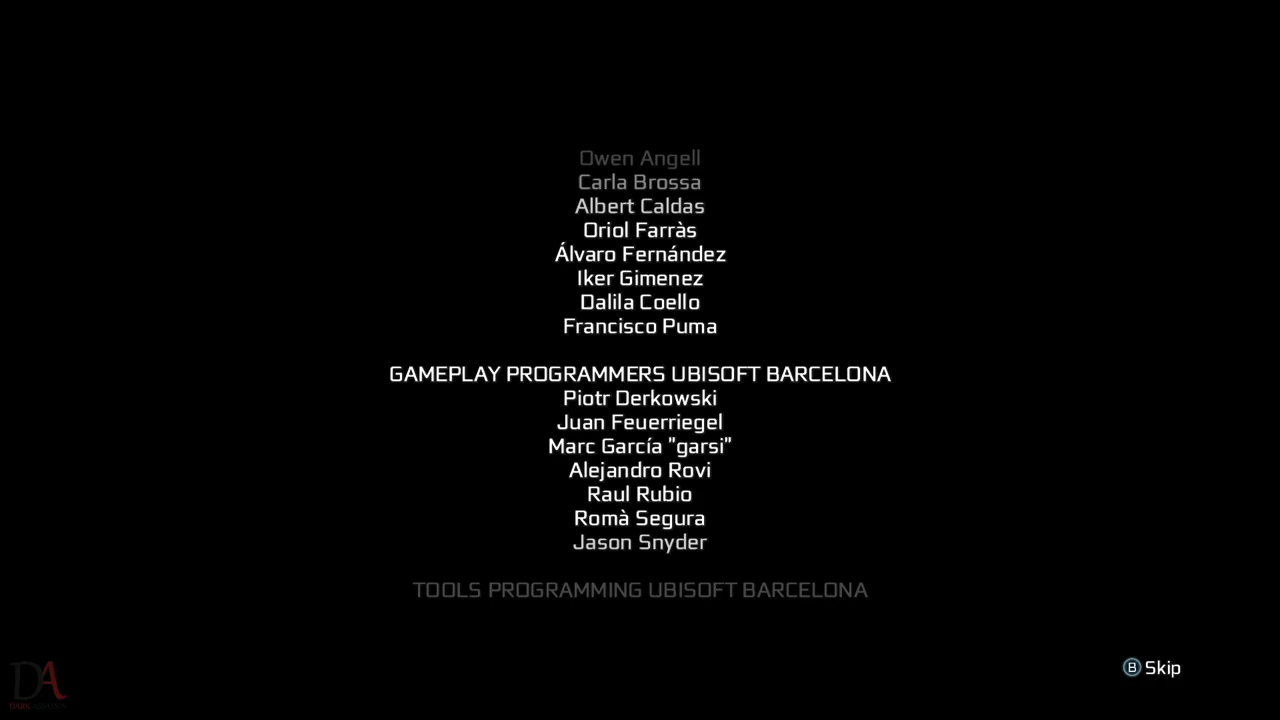 Owen Angell
Carla Brossa
Albert Caldas
Oriol Farràs
Álvaro Fernández
Iker Gimenez
Dalila Coello
Francisco Puma
GAMEPLAY PROGRAMMERS UBISOFT BARCELONA
Piotr Derkowski
Juan Feuerriegel
Marc García "garsi"
Alejandro Rovi
Raul Rubio
Romà Segura
Jason Snyder
TOOLS PROGRAMMING UBISOFT BARCELONA
B Skip
DA